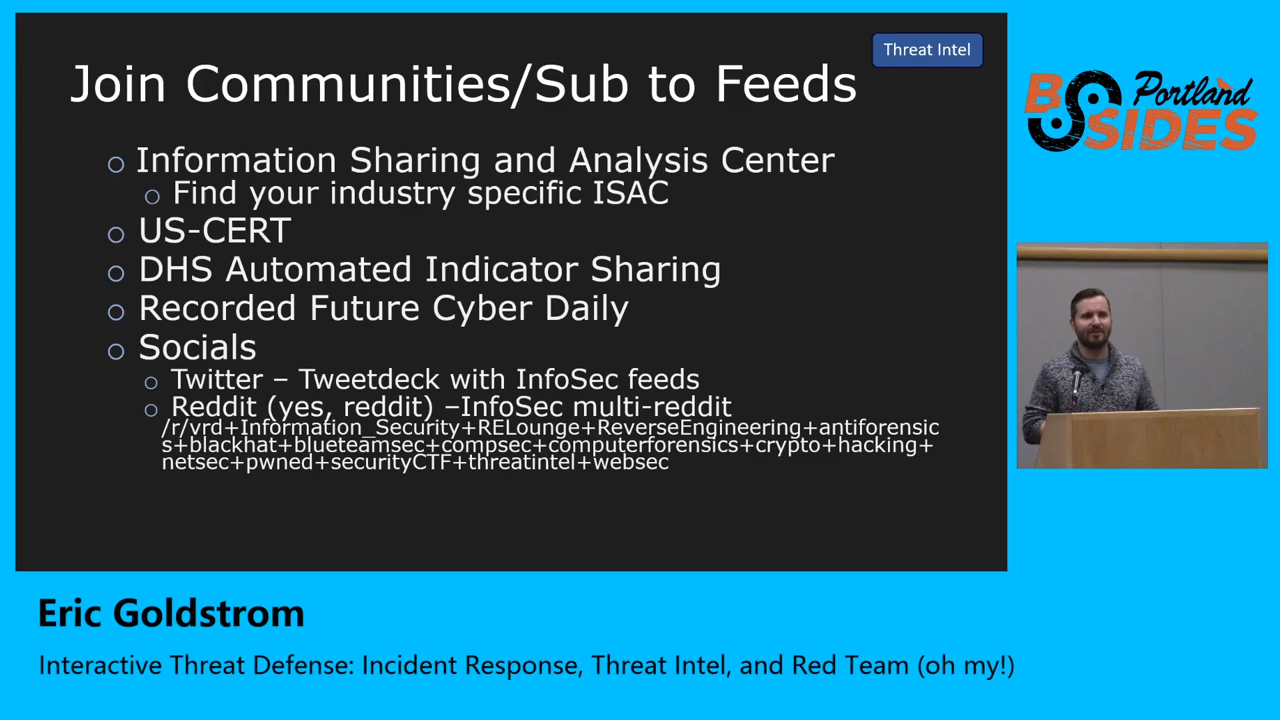 Threat Intel
Join Communities/Sub to Feeds
Information Sharing and Analysis Center
Find your industry specific ISAC
US-CERT
DHS Automated Indicator Sharing
Recorded Future Cyber Daily
Socials
Twitter – Tweetdeck with InfoSec feeds
Reddit (yes, reddit) –InfoSec multi-reddit
/r/vrd+Information_Security+RELounge+ReverseEngineering+antiforensic
s+blackhat+blueteamsec+compsec+computerforensics+crypto+hacking+
netsec+pwned+securityCTF+threatintel+websec
BSIDES Portland
Eric Goldstrom
Interactive Threat Defense: Incident Response, Threat Intel, and Red Team (oh my!)